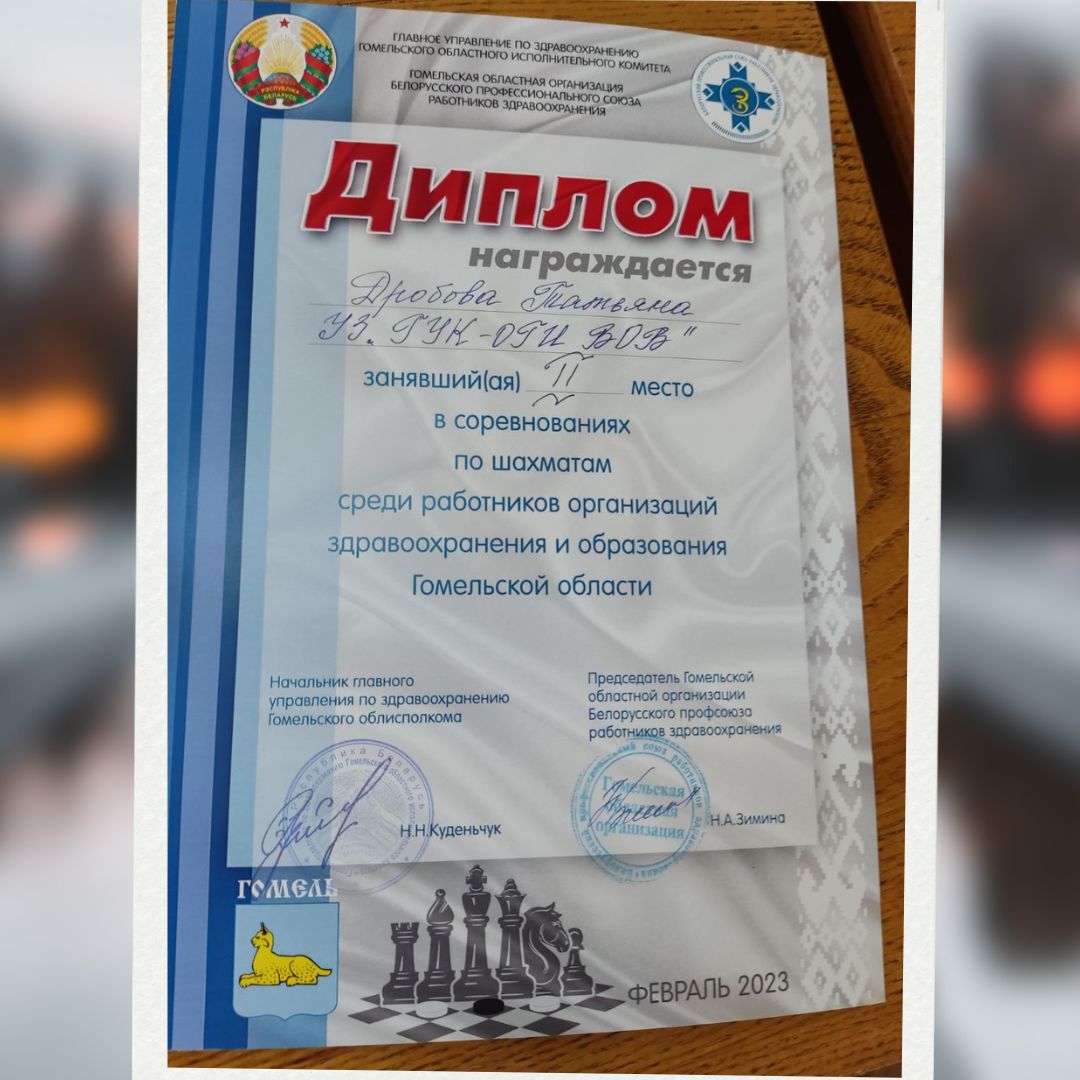 ГЛАВНОЕ УПРАВЛЕНИЕ ПО ЗДРАВООХРАНЕНИЮ
ГОМЕЛЬСКОГО ОБЛАСТНОГО ИСПОЛНИТЕЛЬНОГО КОМИТЕТА
ГОМЕЛЬСКАЯ ОБЛАСТНАЯ ОРГАНИЗАЦИЯ
БЕЛОРУССКОГО ПРОФЕССИОНАЛЬНОГО СОЮЗА
РАБОТНИКОВ ЗДРАВООХРАНЕНИЯ
РЭСПУБЛIКА
БЕЛАРУСЬ
Диплом
награждается
Дробова Татьяна
УЗ „ГУК-ОГИ ВОВ"
занявший(ая) II место
в соревнованиях
по шахматам
среди работников организаций
здравоохранения и образования
Гомельской области
Начальник главного
управления по здравоохранению
Гомельского облисполкома
Н.Н.Куденьчук
Председатель Гомельской
областной организации
Белорусского профсоюза
работников здравоохранения
Гомельская
областная
организация
Н.А.Зимина
ГОМЕЛЬ
ФЕВРАЛЬ 2023